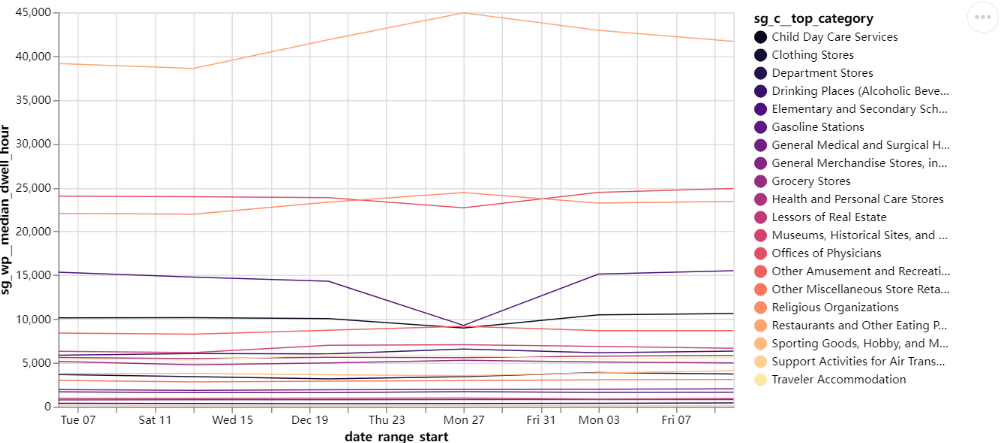 sg_c__top_category
45,000
40,000
35,000
30,000
25,000
20,000
15,000
10,000
5,000
0
sg_wp__median_dwell_hour
Tue 07 Sat 11 Wed 15 Dec 19 Thu 23 Mon 27 Fri 31 Mon 03 Fri 07
date_range_start
Child Day Care Services
Clothing Stores
Department Stores
Drinking Places (Alcoholic Beve...
Elementary and Secondary Sch...
Gasoline Stations
General Medical and Surgical H...
General Merchandise Stores, in...
Grocery Stores
Health and Personal Care Stores
Lessors of Real Estate
Museums, Historical Sites, and ...
Offices of Physicians
Other Amusement and Recreati...
Other Miscellaneous Store Reta...
Religious Organizations
Restaurants and Other Eating P...
Sporting Goods, Hobby, and M...
Support Activities for Air Trans...
Traveler Accommodation